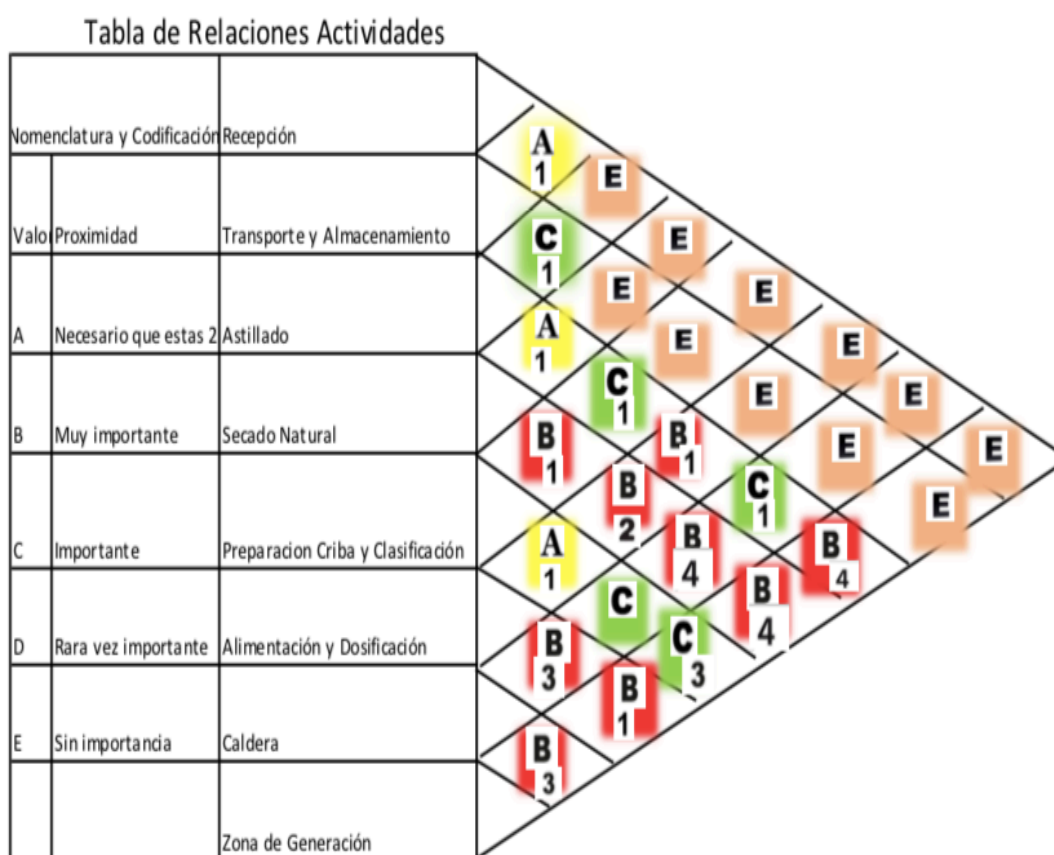 Tabla de Relaciones Actividades
Nomenclatura y Codificación Recepción
Valo Proximidad Transporte y Almacenamiento
A Necesario que estas 2 Astillado
B Muy importante Secado Natural
C Importante Preparacion Criba y Clasificación
D Rara vez importante Alimentación y Dosificación
E Sin importancia Caldera
Zona de Generación
A
1
E
C
1
E
E
E
A
1
E
E
E
C
1
E
E
B
1
B
1
E
E
B
2
C
1
E
A
1
B
4
B
4
C
B
4
B
3
C
3
B
1
B
3